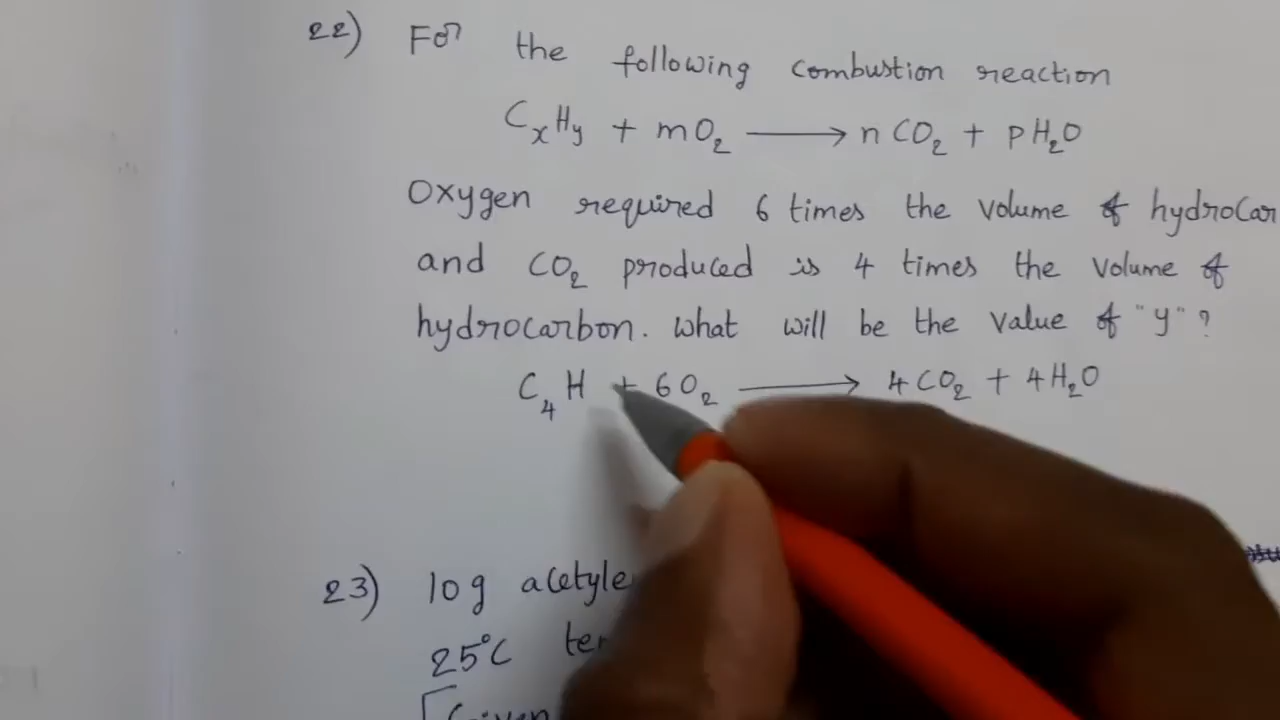 22) For the following combustion reaction
CxHy + mO2 ⟶ nCO2 + pH2O
Oxygen required 6 times the volume of hydrocar
and CO2 produced is 4 times the volume of
hydrocarbon. What will be the value of "y" ?
C4H + 6O2 ⟶ 4CO2 + 4H2O
23) 10g acetyle
25°C te
[Given